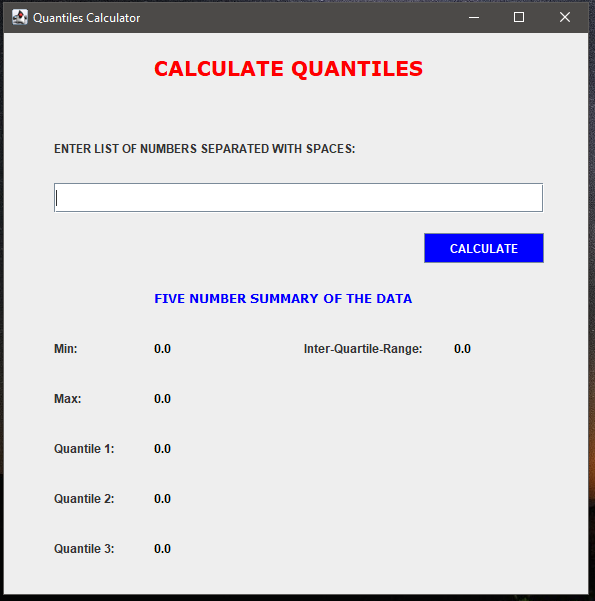 Quantiles Calculator
CALCULATE QUANTILES
ENTER LIST OF NUMBERS SEPARATED WITH SPACES:
CALCULATE
FIVE NUMBER SUMMARY OF THE DATA
Min: 0.0 Inter-Quartile-Range: 0.0
Max: 0.0
Quantile 1: 0.0
Quantile 2: 0.0
Quantile 3: 0.0